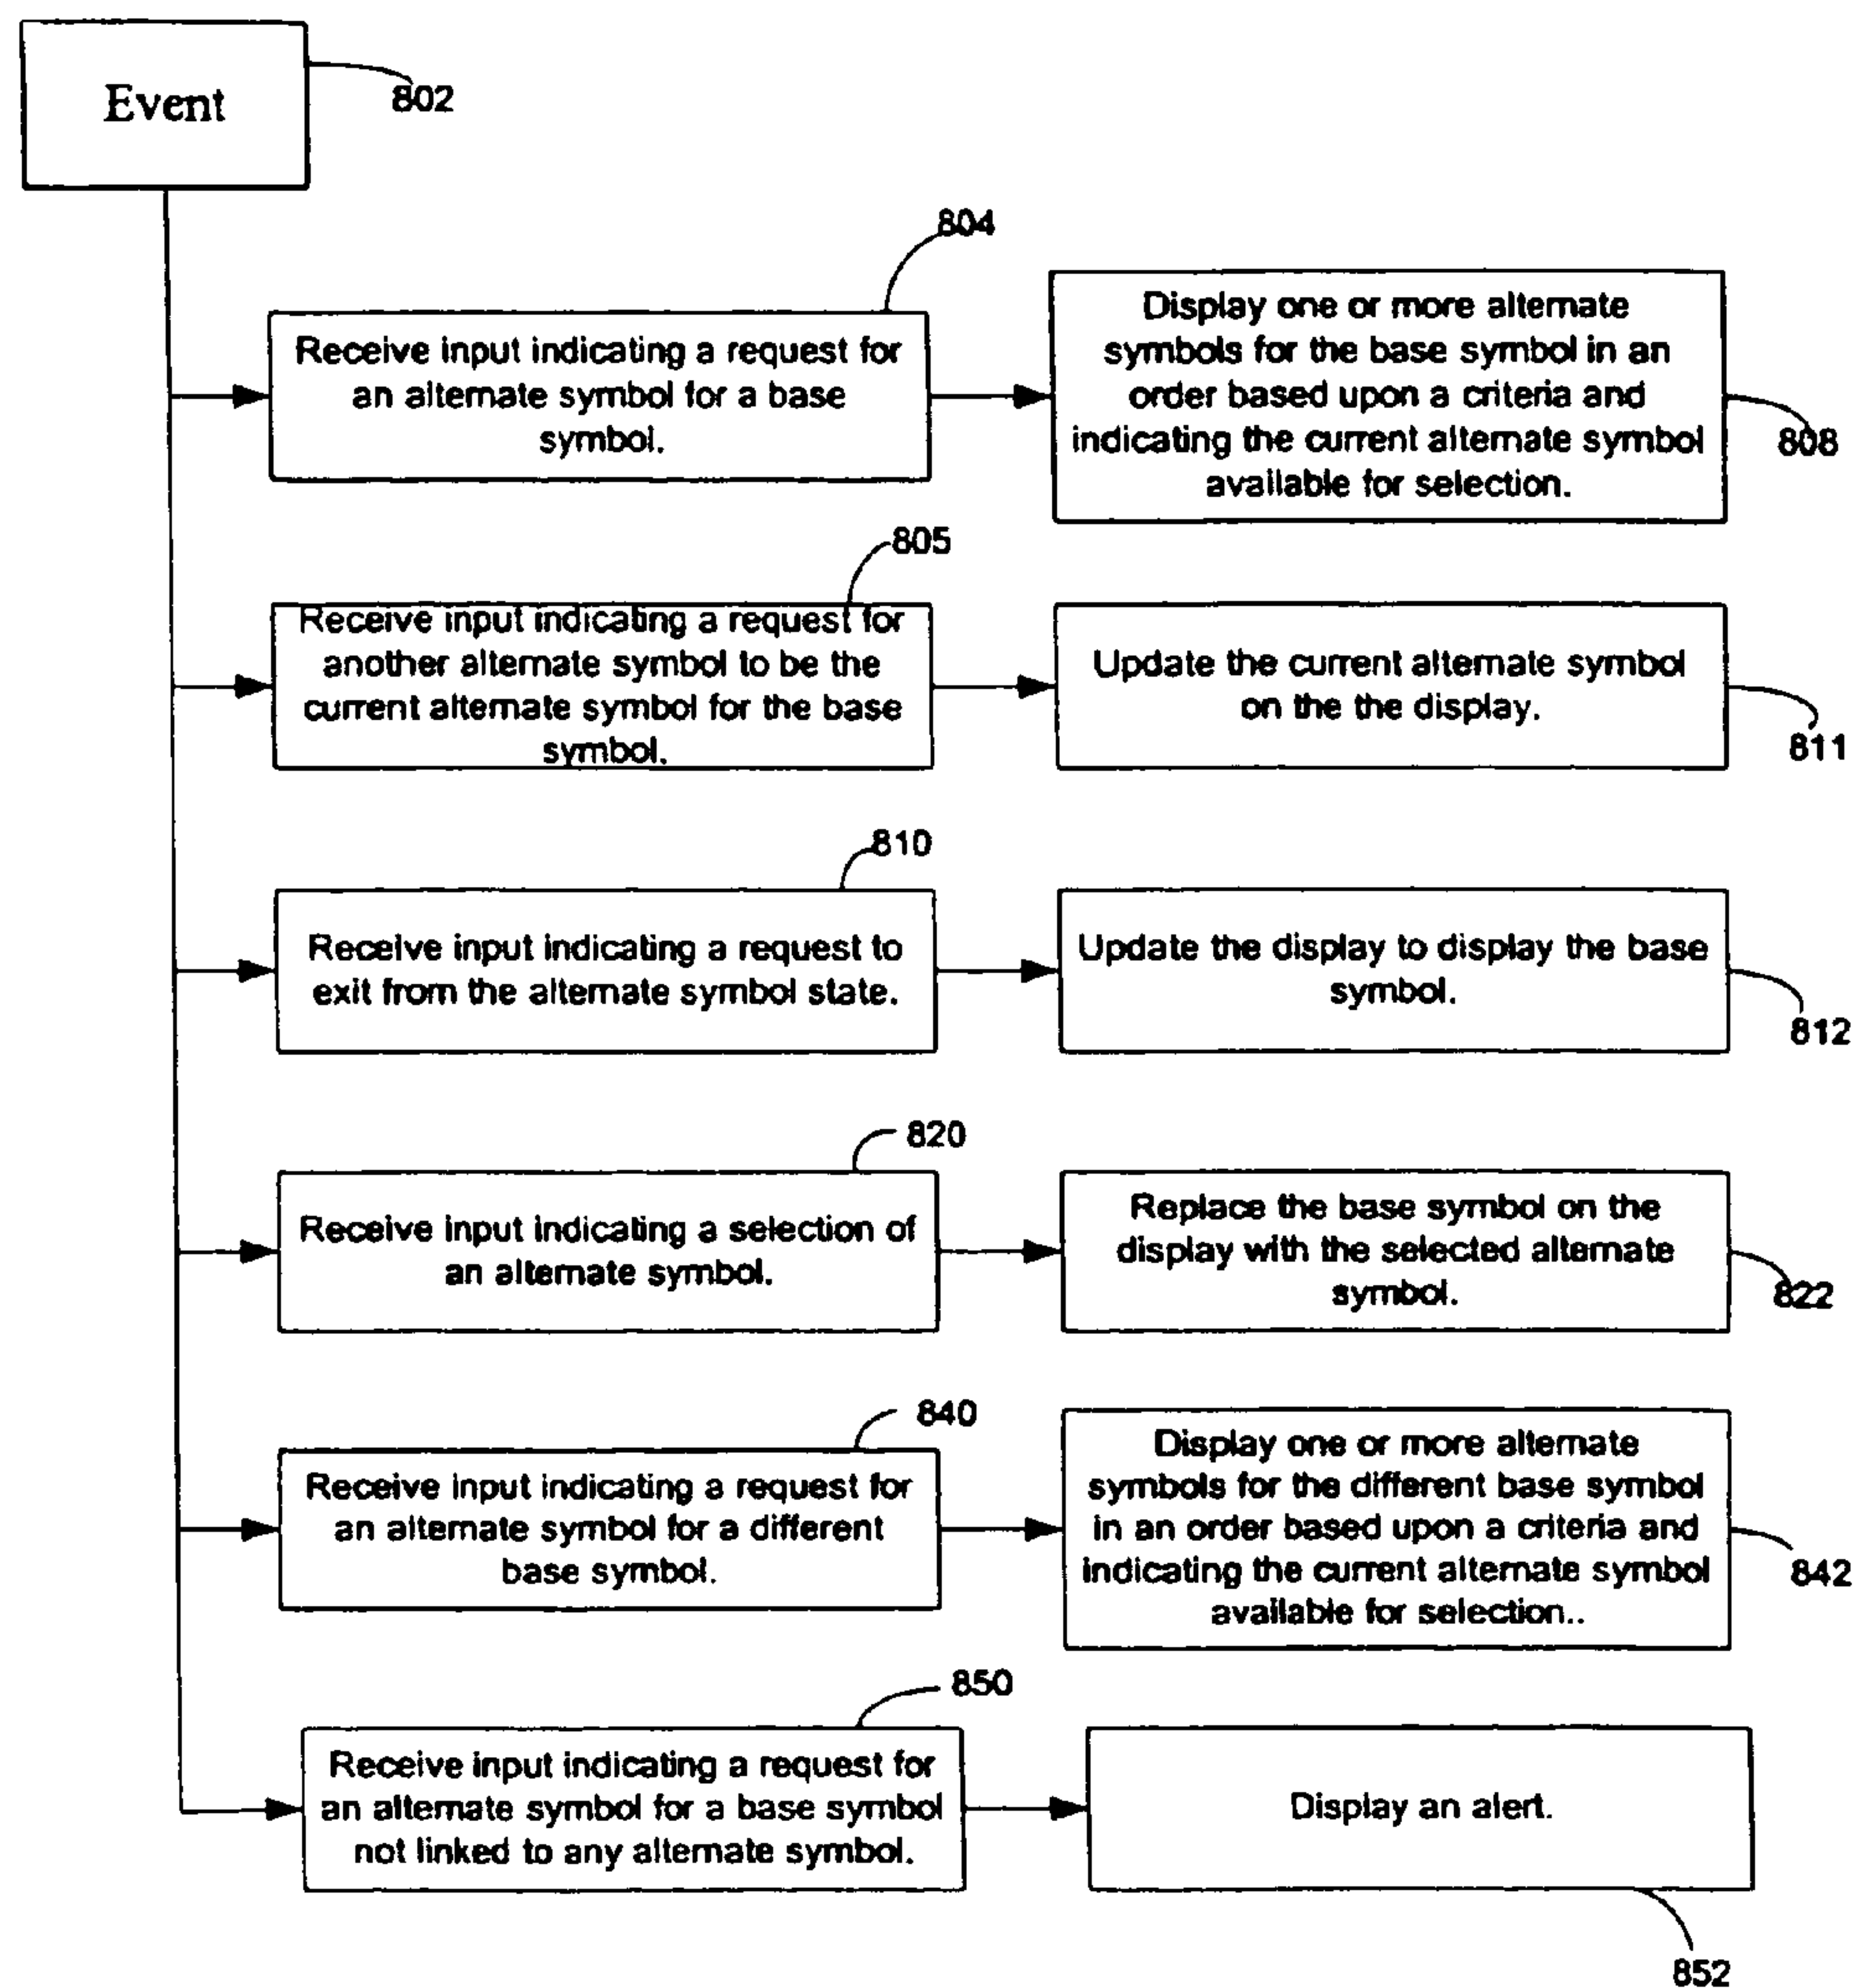 Event
802
804
Receive input indicating a request for
an alternate symbol for a base
symbol.
Display one or more alternate
symbols for the base symbol in an
order based upon a criteria and
indicating the current alternate symbol
available for selection.
808
805
Receive input indicating a request for
another alternate symbol to be the
current alternate symbol for the base
symbol.
Update the current alternate symbol
on the the display.
811
810
Receive input indicating a request to
exit from the alternate symbol state.
Update the display to display the base
symbol.
812
820
Receive input indicating a selection of
an alternate symbol.
Replace the base symbol on the
display with the selected alternate
symbol.
822
840
Receive input indicating a request for
an alternate symbol for a different
base symbol.
Display one or more alternate
symbols for the different base symbol
in an order based upon a criteria and
indicating the current alternate symbol
available for selection..
842
850
Receive input indicating a request for
an alternate symbol for a base symbol
not linked to any alternate symbol.
Display an alert.
852